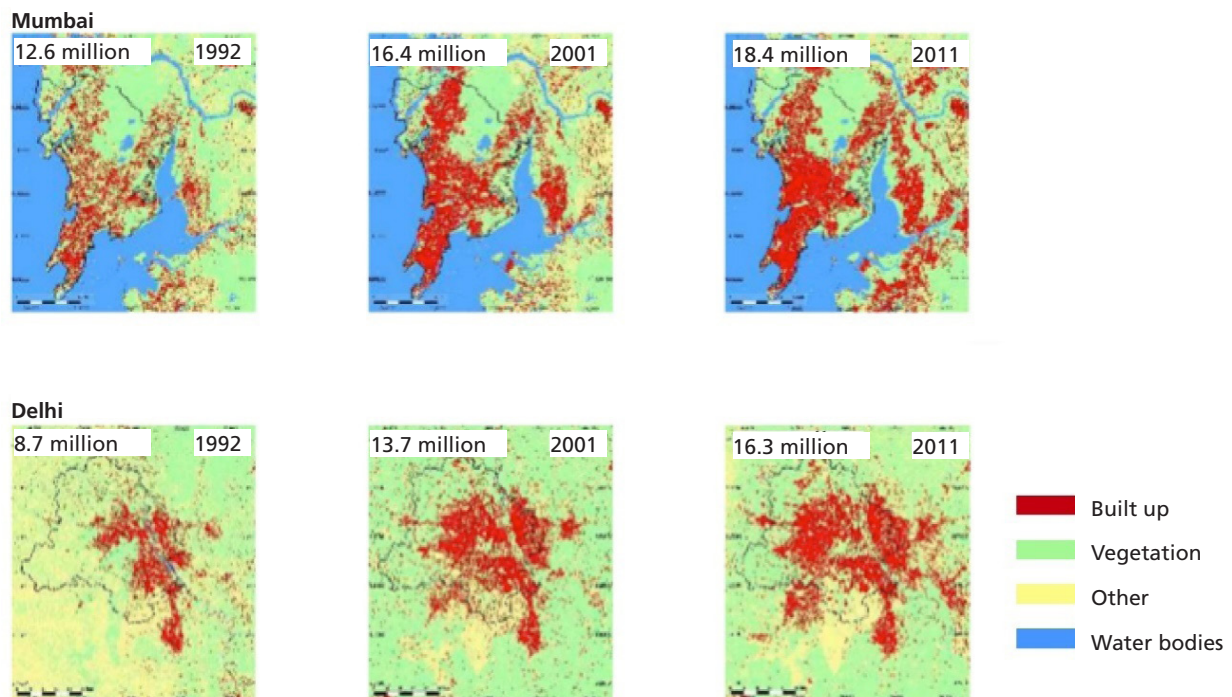 Mumbai
12.6 million 1992
16.4 million 2001
18.4 million 2011
Delhi
8.7 million 1992
13.7 million 2001
16.3 million 2011
Built up
Vegetation
Other
Water bodies